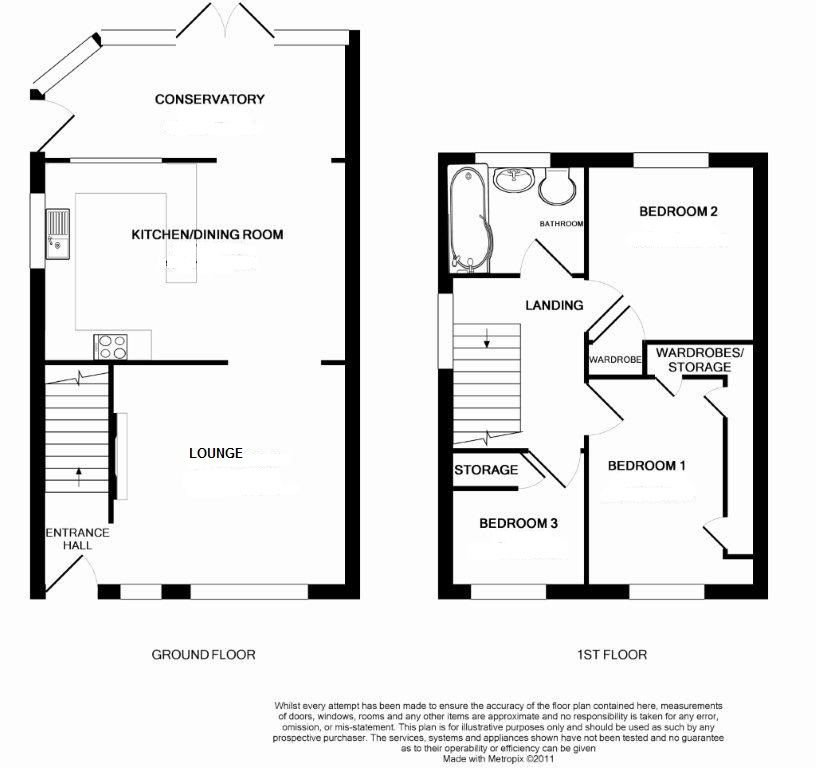 CONSERVATORY
KITCHEN/DINING ROOM
LOUNGE
ENTRANCE
HALL
GROUND FLOOR
BATHROOM
BEDROOM 2
LANDING
WARDROBE
WARDROBES/
STORAGE
STORAGE
BEDROOM 1
BEDROOM 3
1ST FLOOR
Whilst every attempt has been made to ensure the accuracy of the floor plan contained here, measurements
of doors, windows, rooms and any other items are approximate and no responsibility is taken for any error,
omission, or mis-statement. This plan is for illustrative purposes only and should be used as such by any
prospective purchaser. The services, systems and appliances shown have not been tested and no guarantee
as to their operability or efficiency can be given
Made with Metropix ©2011